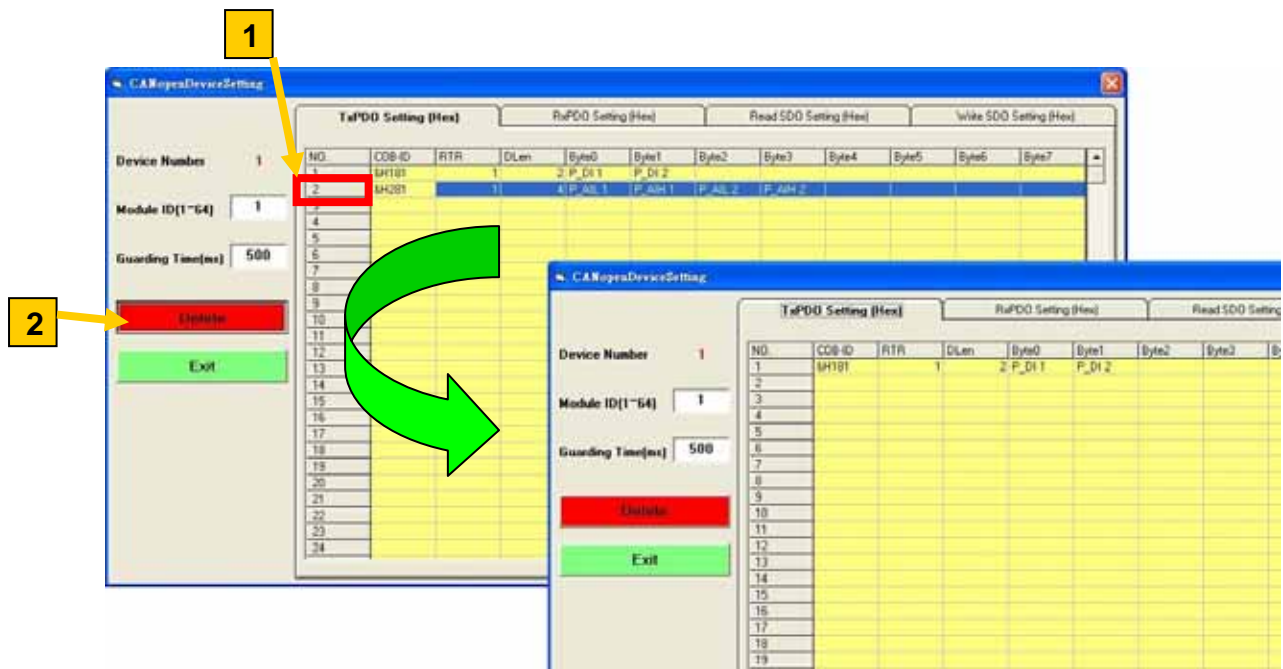 1
CANopenDeviceSetting
TxPDO Setting (Hex) RxPDO Setting (Hex) Read SDO Setting (Hex) Write SDO Setting (Hex)
Device Number 1
Module ID(1~64) 1
Guarding Time(ms) 500
2
Delete
Exit
NO. COB-ID RTR DLen Byte0 Byte1 Byte2 Byte3 Byte4 Byte5 Byte6 Byte7
1 &H181 1 2 P_DI 1 P_DI 2
2 &H281 1 4 P_AIL 1 P_AIH 1 P_AIL 2 P_AIH 2
3
4
5
6
7
8
9
10
11
12
13
14
15
16
17
18
19
20
21
22
23
24
CANopenDeviceSetting
TxPDO Setting (Hex) RxPDO Setting (Hex) Read SDO Setting
Device Number 1
Module ID(1~64) 1
Guarding Time(ms) 500
Delete
Exit
NO. COB-ID RTR DLen Byte0 Byte1 Byte2 Byte3
1 &H181 1 2 P_DI 1 P_DI 2
2
3
4
5
6
7
8
9
10
11
12
13
14
15
16
17
18
19